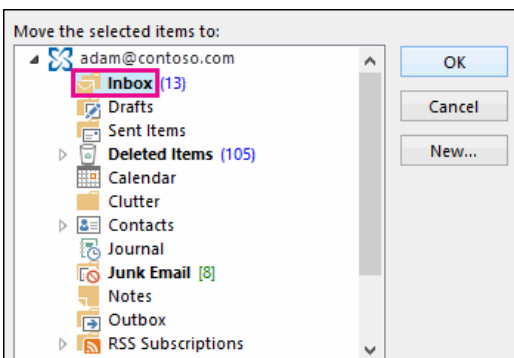 Move the selected items to:
adam@contoso.com
Inbox (13)
Drafts
Sent Items
Deleted Items (105)
Calendar
Clutter
Contacts
Journal
Junk Email [8]
Notes
Outbox
RSS Subscriptions
OK
Cancel
New...